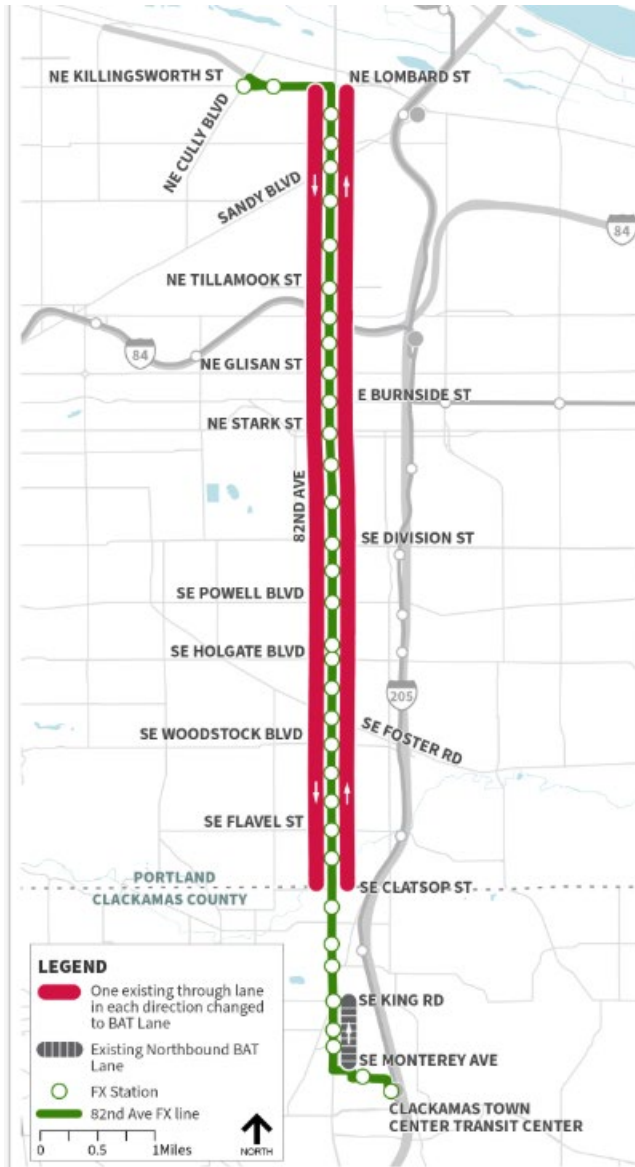 NE KILLINGSWORTH ST
NE LOMBARD ST
NE CULLY BLVD
SANDY BLVD
84
NE TILLAMOOK ST
84
NE GLISAN ST
E BURNSIDE ST
NE STARK ST
82ND AVE
SE DIVISION ST
SE POWELL BLVD
SE HOLGATE BLVD
205
SE FOSTER RD
SE WOODSTOCK BLVD
SE FLAVEL ST
PORTLAND
SE CLATSOP ST
CLACKAMAS COUNTY
SE KING RD
SE MONTEREY AVE
CLACKAMAS TOWN
CENTER TRANSIT CENTER
LEGEND
One existing through lane
in each direction changed
to BAT Lane
Existing Northbound BAT
Lane
FX Station
82nd Ave FX line
0 0.5 1Miles
NORTH